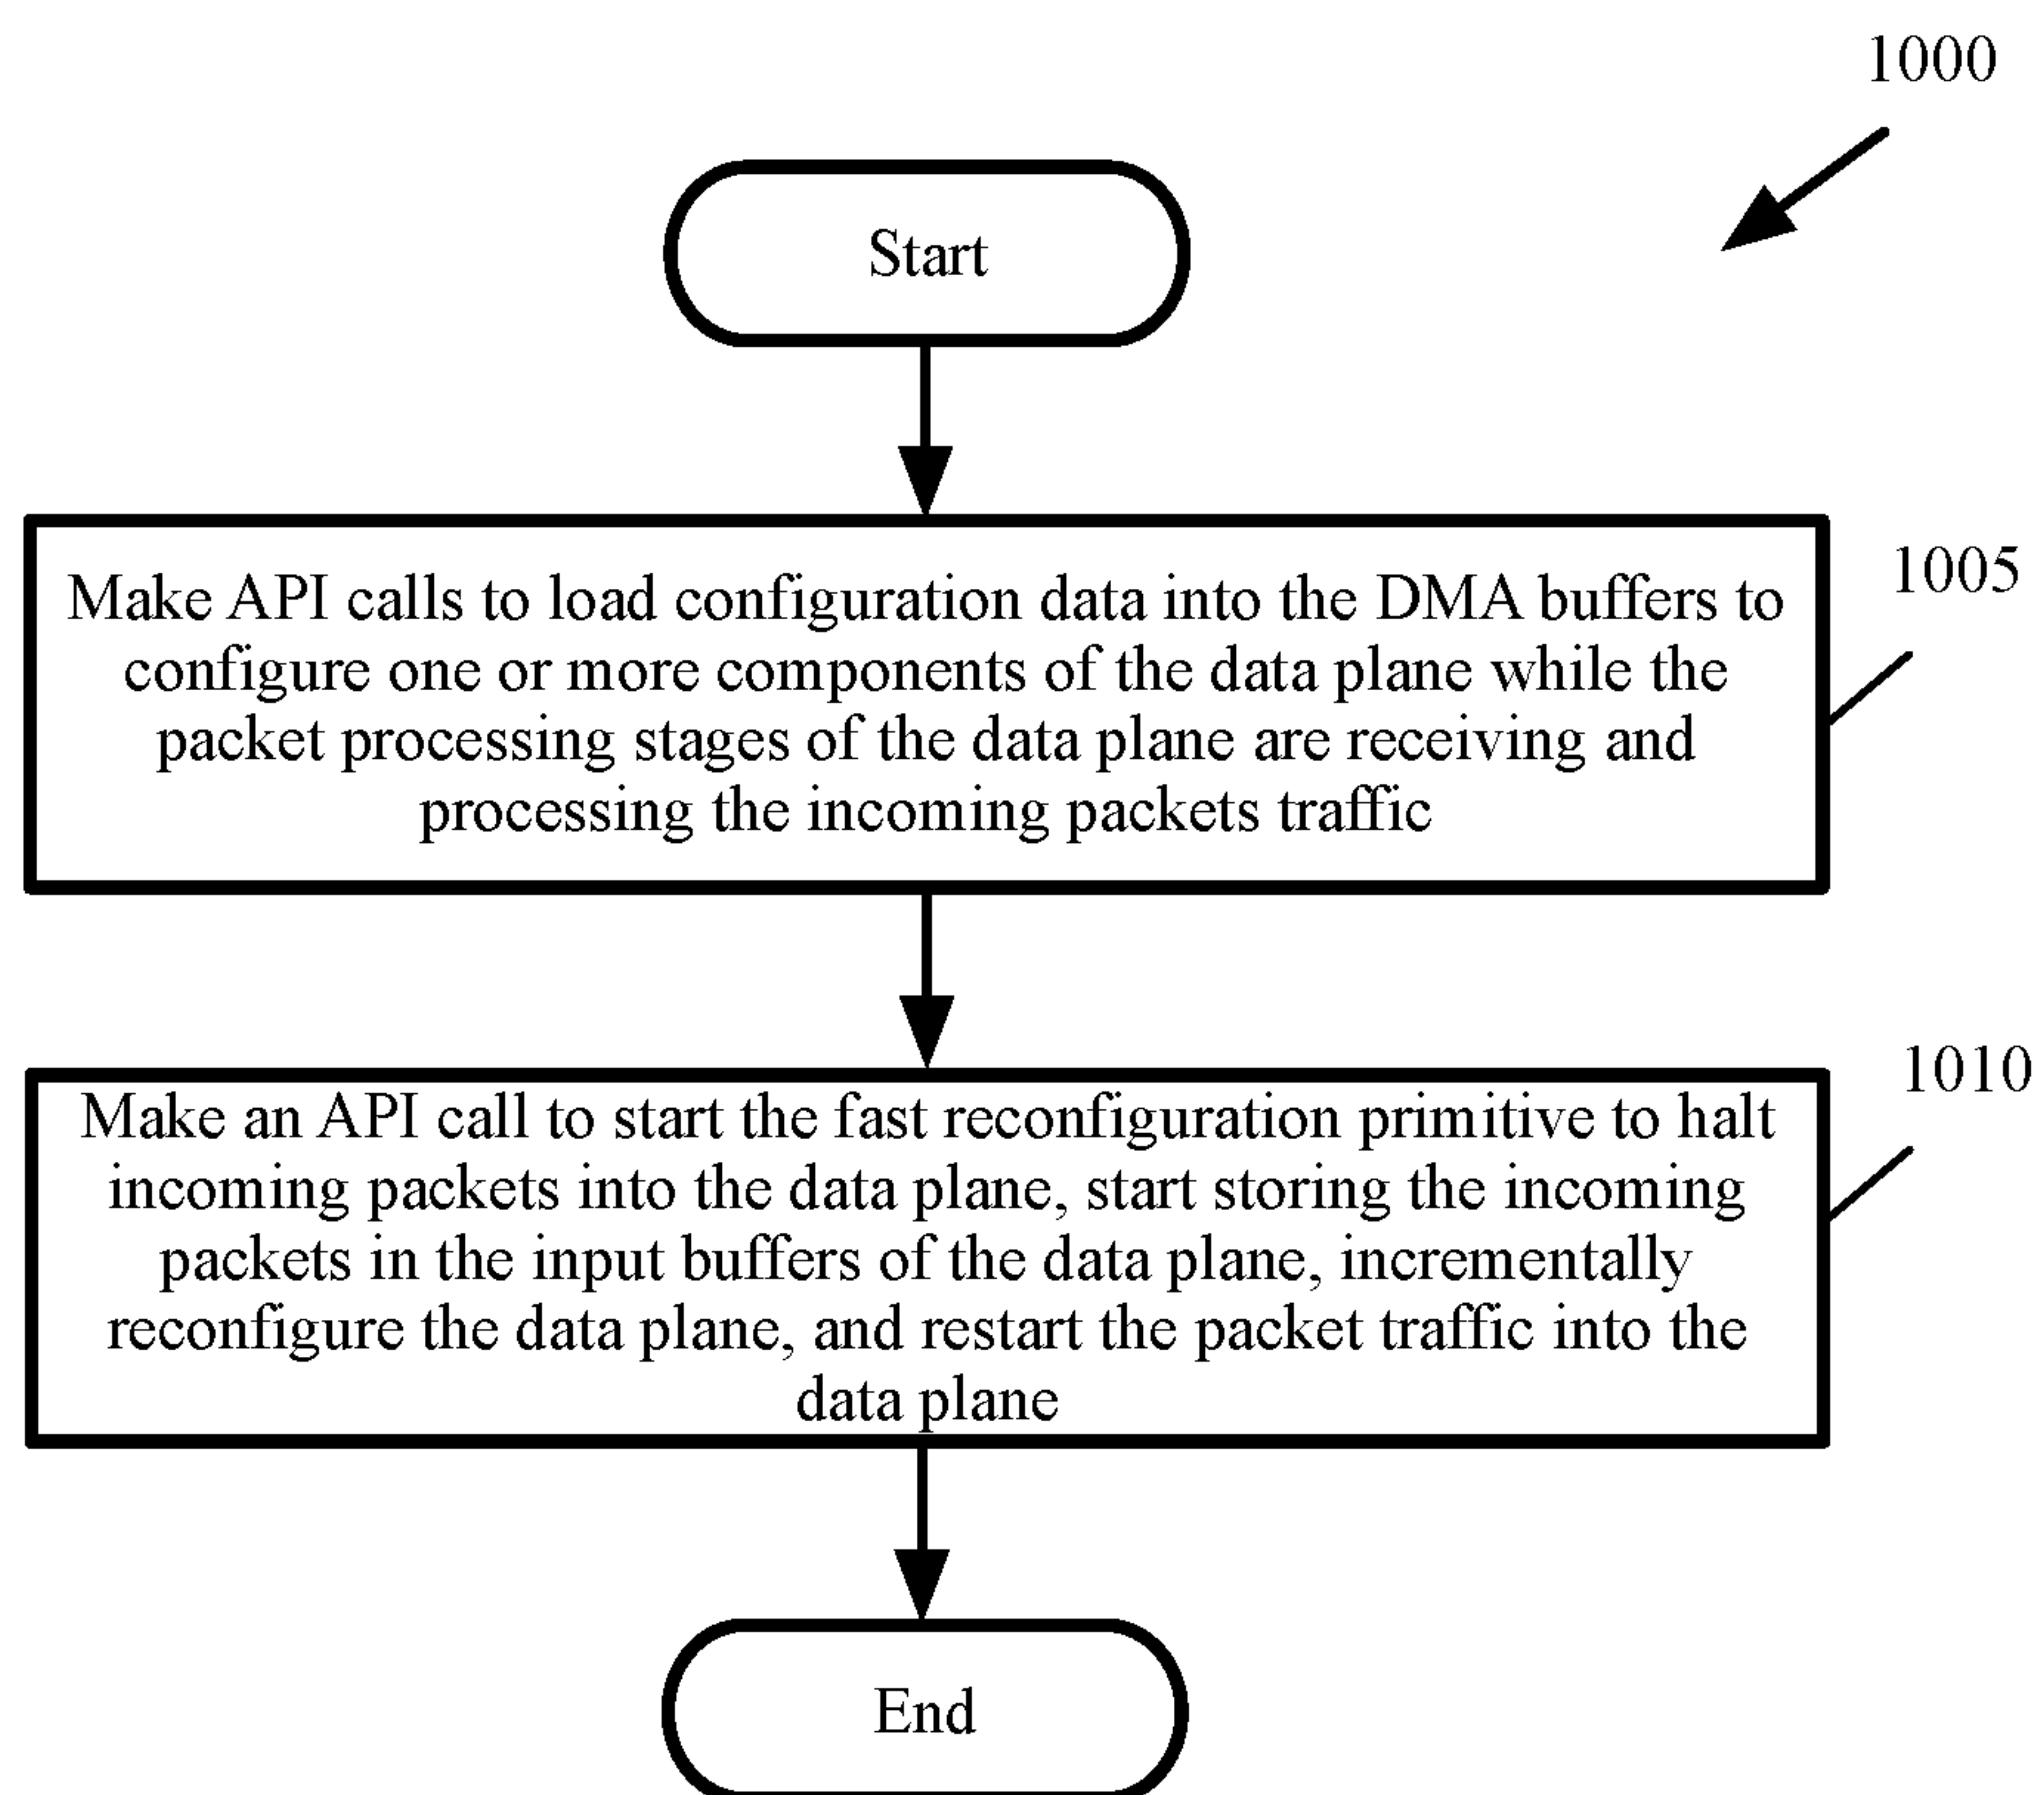 1000
Start
Make API calls to load configuration data into the DMA buffers to
configure one or more components of the data plane while the
packet processing stages of the data plane are receiving and
processing the incoming packets traffic
1005
Make an API call to start the fast reconfiguration primitive to halt
incoming packets into the data plane, start storing the incoming
packets in the input buffers of the data plane, incrementally
reconfigure the data plane, and restart the packet traffic into the
data plane
1010
End